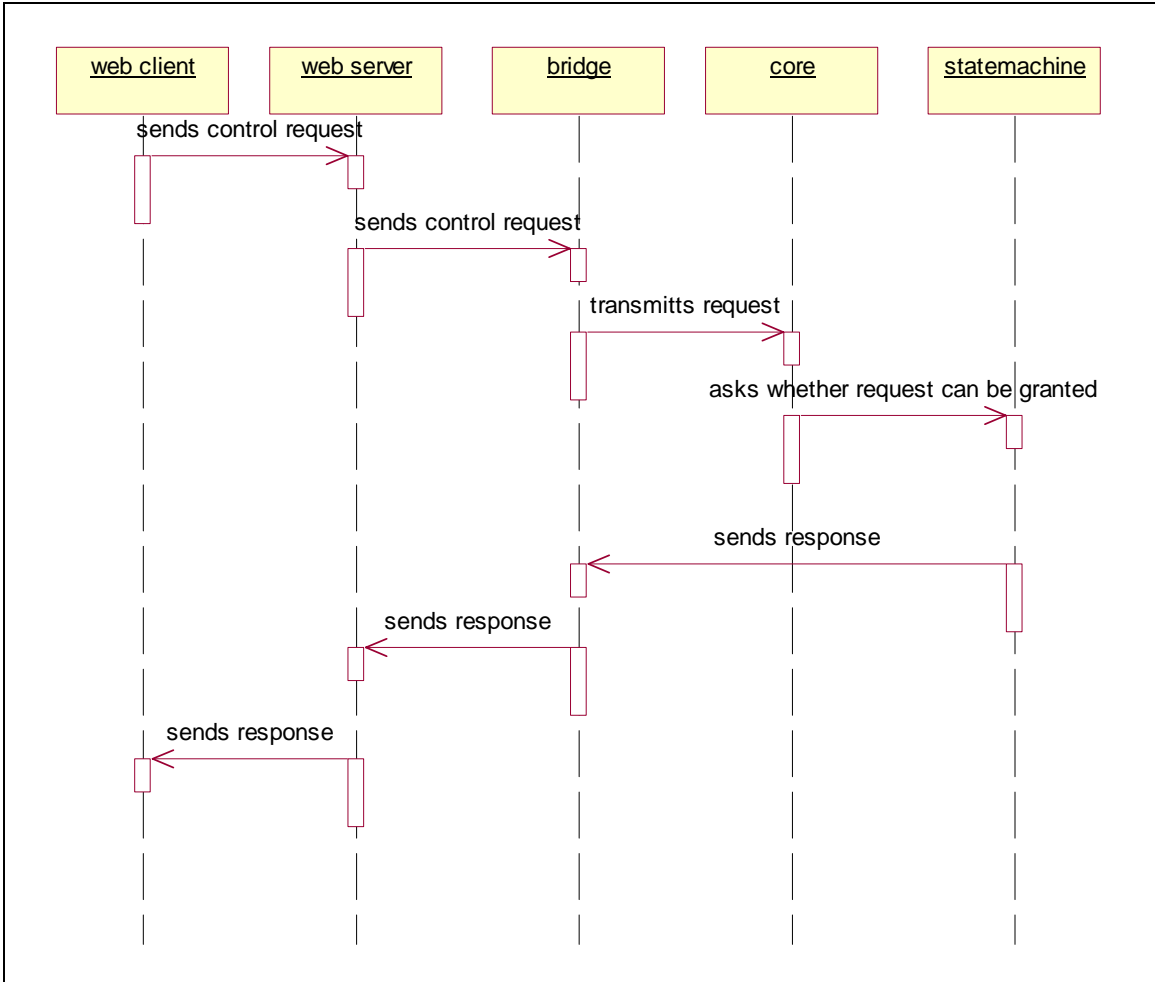 web client
web server
bridge
core
statemachine
sends control request
sends control request
transmitts request
asks whether request can be granted
sends response
sends response
sends response